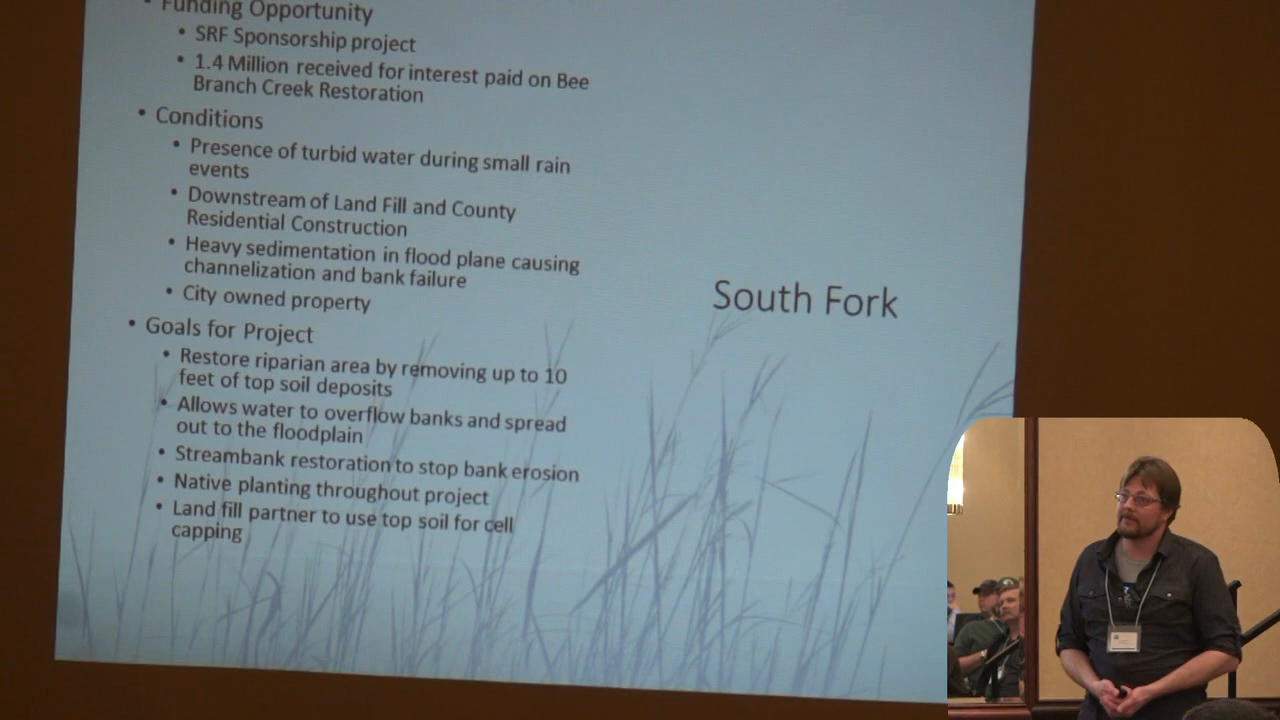 • Funding Opportunity
• SRF Sponsorship project
• 1.4 Million received for interest paid on Bee
Branch Creek Restoration
• Conditions
• Presence of turbid water during small rain
events
• Downstream of Land Fill and County
Residential Construction
• Heavy sedimentation in flood plane causing
channelization and bank failure
• City owned property
• Goals for Project
• Restore riparian area by removing up to 10
feet of top soil deposits
• Allows water to overflow banks and spread
out to the floodplain
• Streambank restoration to stop bank erosion
• Native planting throughout project
• Land fill partner to use top soil for cell
capping
South Fork